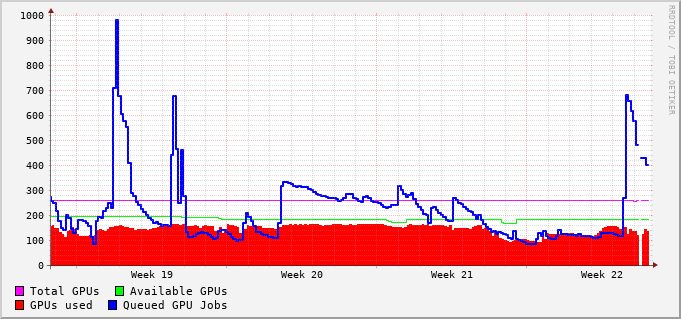 1000
900
800
700
600
500
400
300
200
100
0
Week 19 Week 20 Week 21 Week 22
Total GPUs Available GPUs
GPUs used Queued GPU Jobs
RRDTOOL / TOBI OETIKER